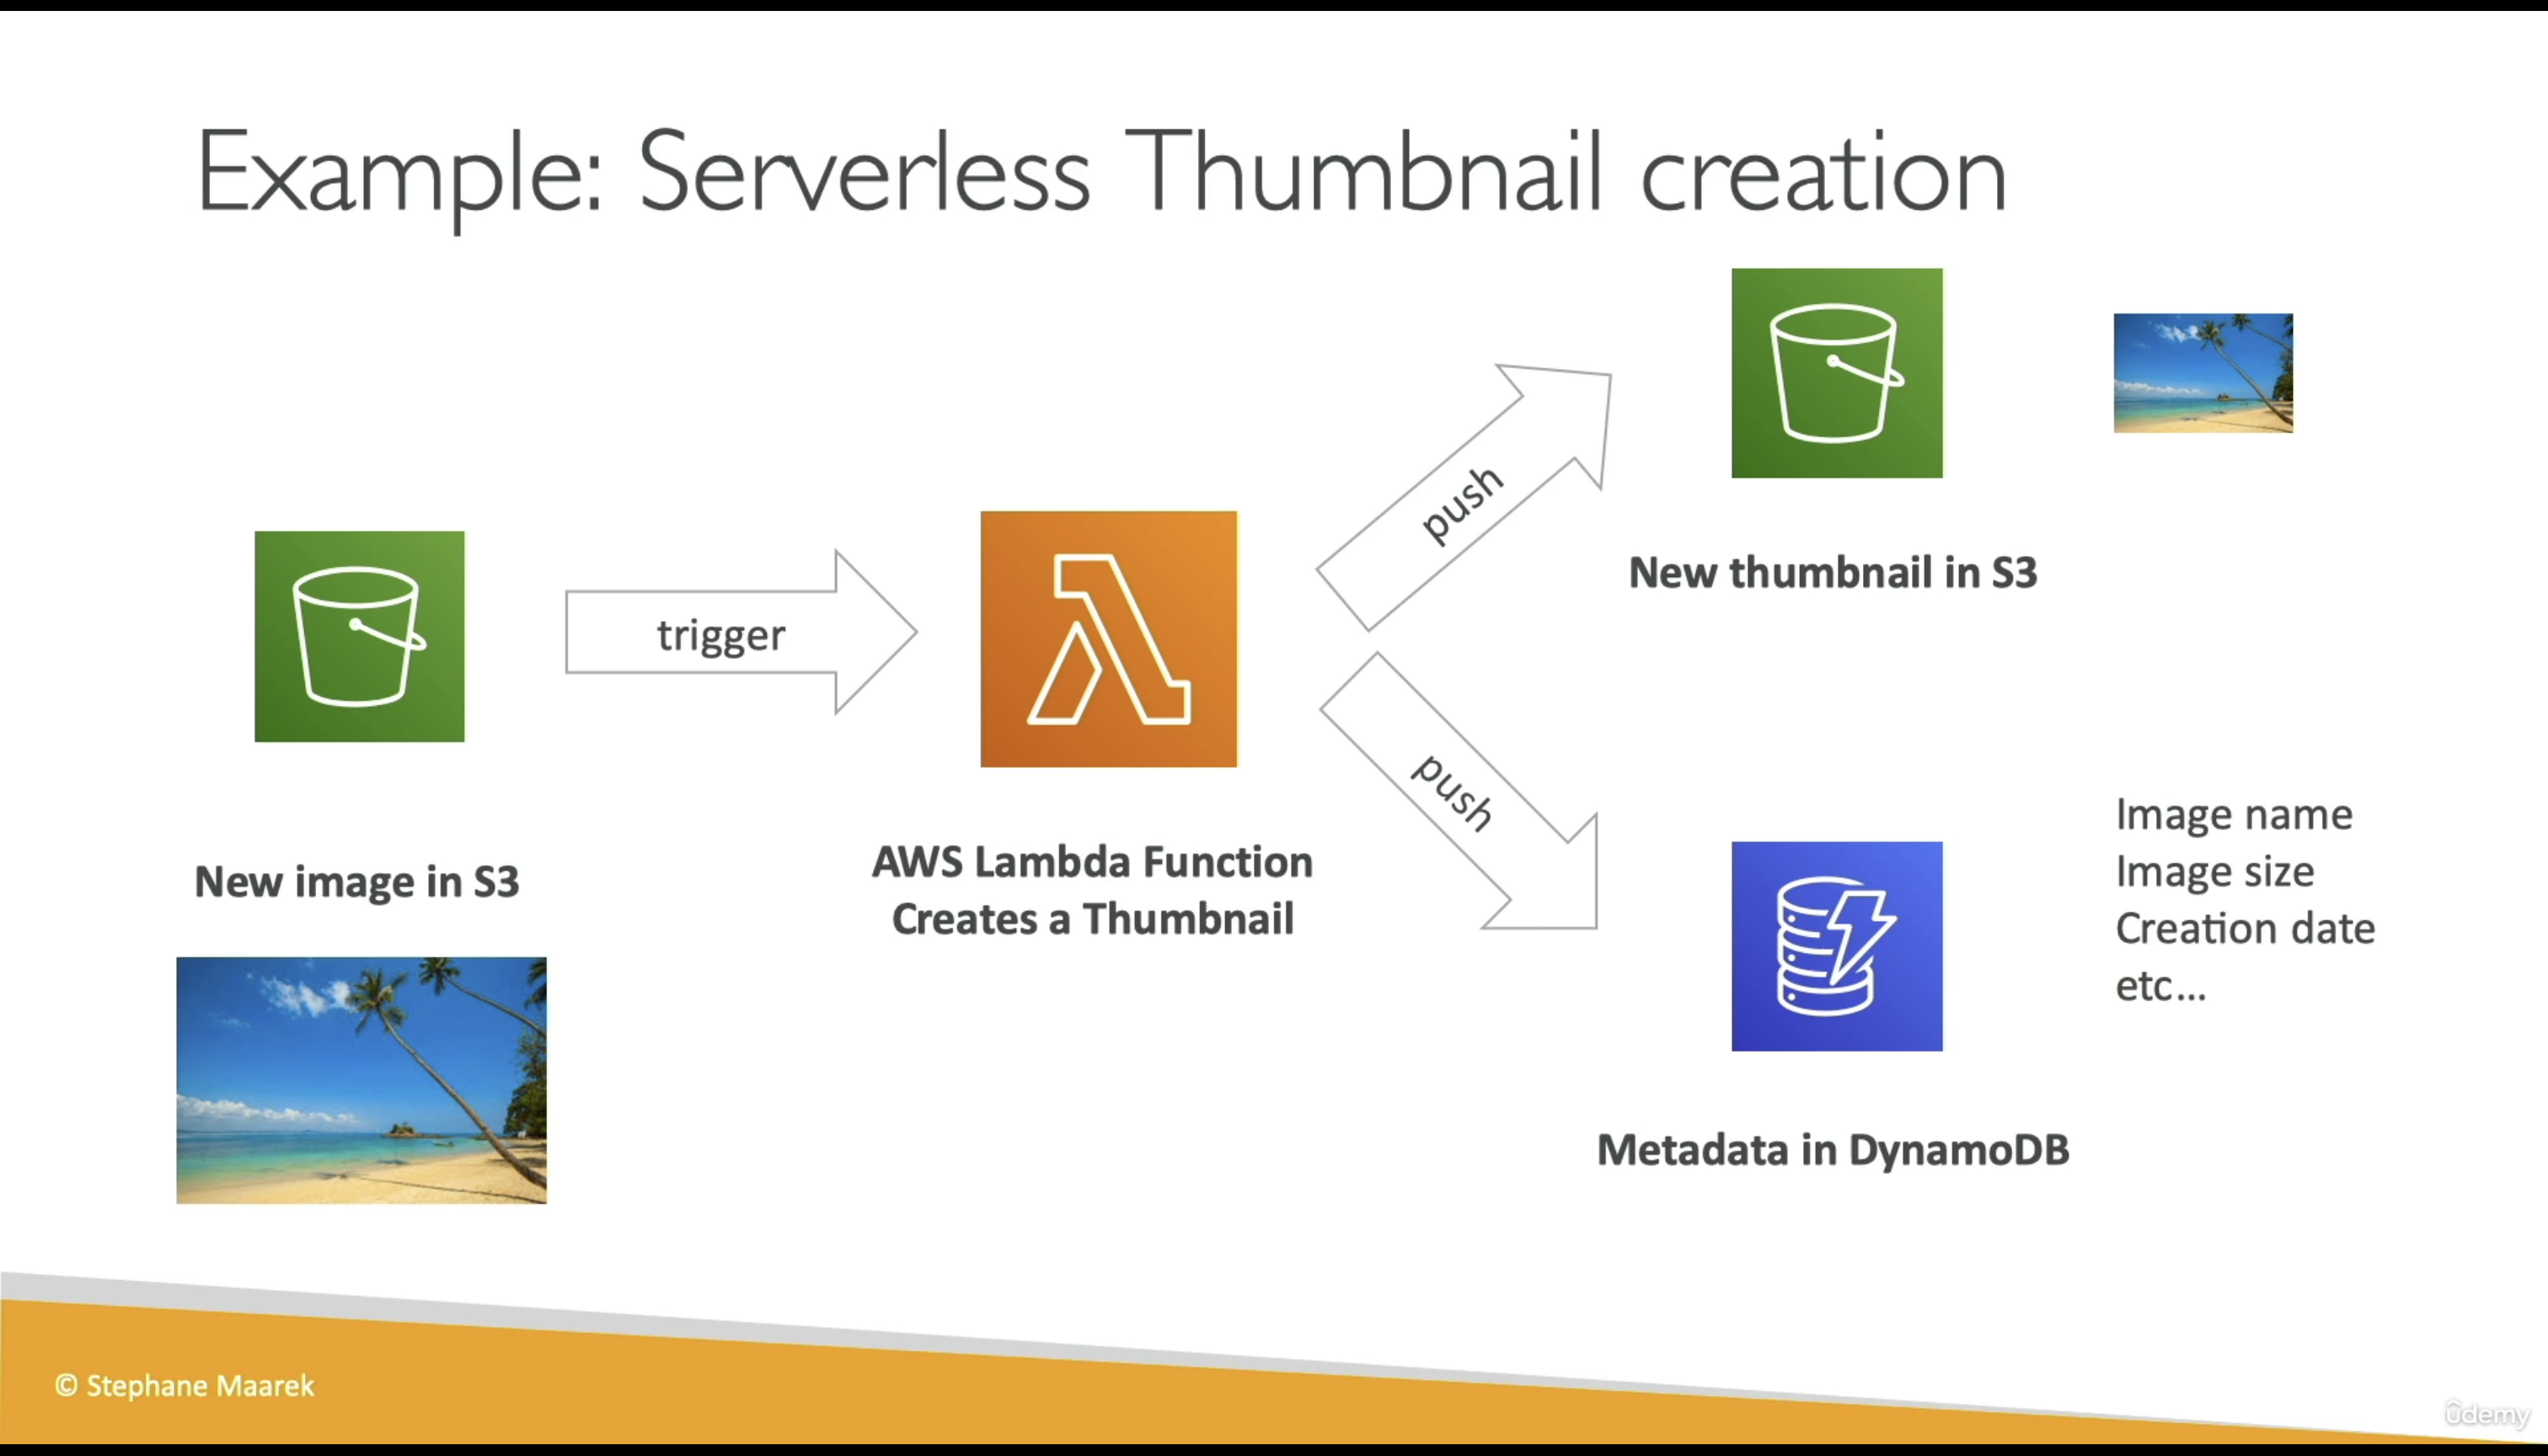 Example: Serverless Thumbnail creation
trigger
push
push
New image in S3
AWS Lambda Function
Creates a Thumbnail
New thumbnail in S3
Image name
Image size
Creation date
etc...
Metadata in DynamoDB
© Stephane Maarek
ûdemy